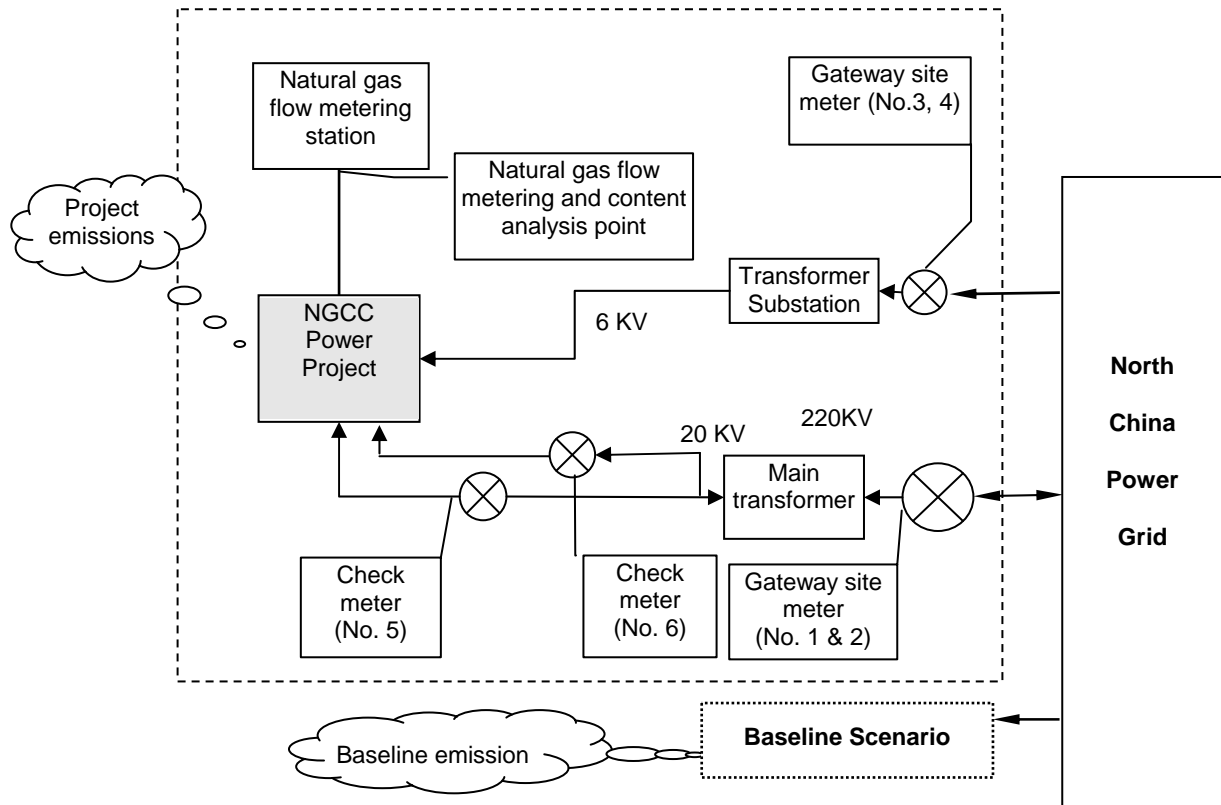 Natural gas
flow metering
station
Gateway site
meter (No.3, 4)
Natural gas flow
metering and content
analysis point
Project
emissions
Transformer
Substation
NGCC
Power
Project
6 KV
North
China
Power
Grid
20 KV
220KV
Main
transformer
Check
meter
(No. 5)
Check
meter
(No. 6)
Gateway site
meter
(No. 1 & 2)
Baseline emission
Baseline Scenario